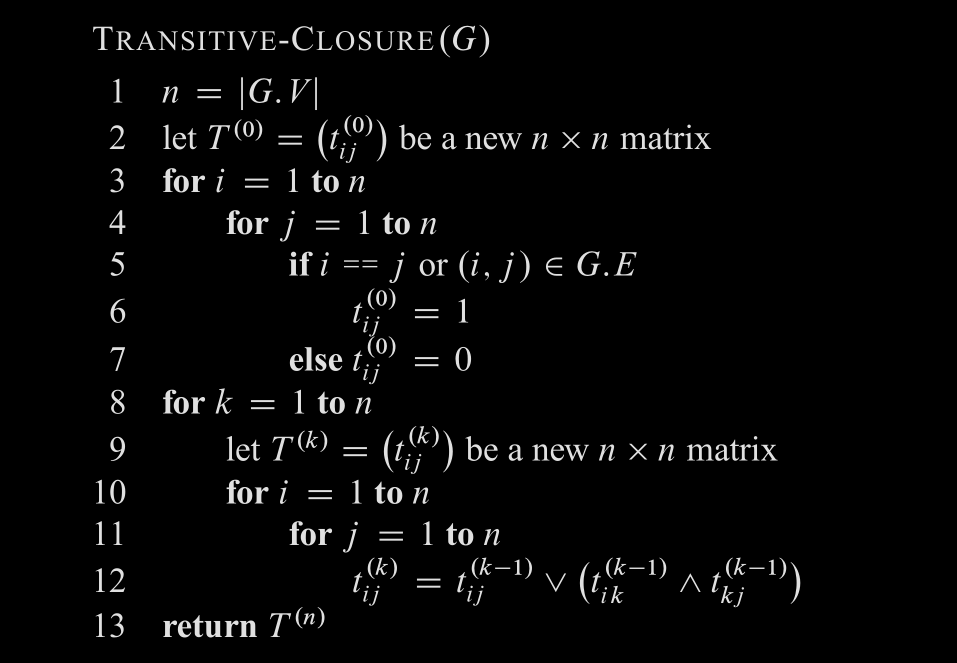 TRANSITIVE-CLOSURE(G)
1 n = |G.V|
2 let T^(0) = (t_ij^(0)) be a new n × n matrix
3 for i = 1 to n
4 for j = 1 to n
5 if i == j or (i, j) ∈ G.E
6 t_ij^(0) = 1
7 else t_ij^(0) = 0
8 for k = 1 to n
9 let T^(k) = (t_ij^(k)) be a new n × n matrix
10 for i = 1 to n
11 for j = 1 to n
12 t_ij^(k) = t_ij^(k−1) ∨ (t_ik^(k−1) ∧ t_kj^(k−1))
13 return T^(n)